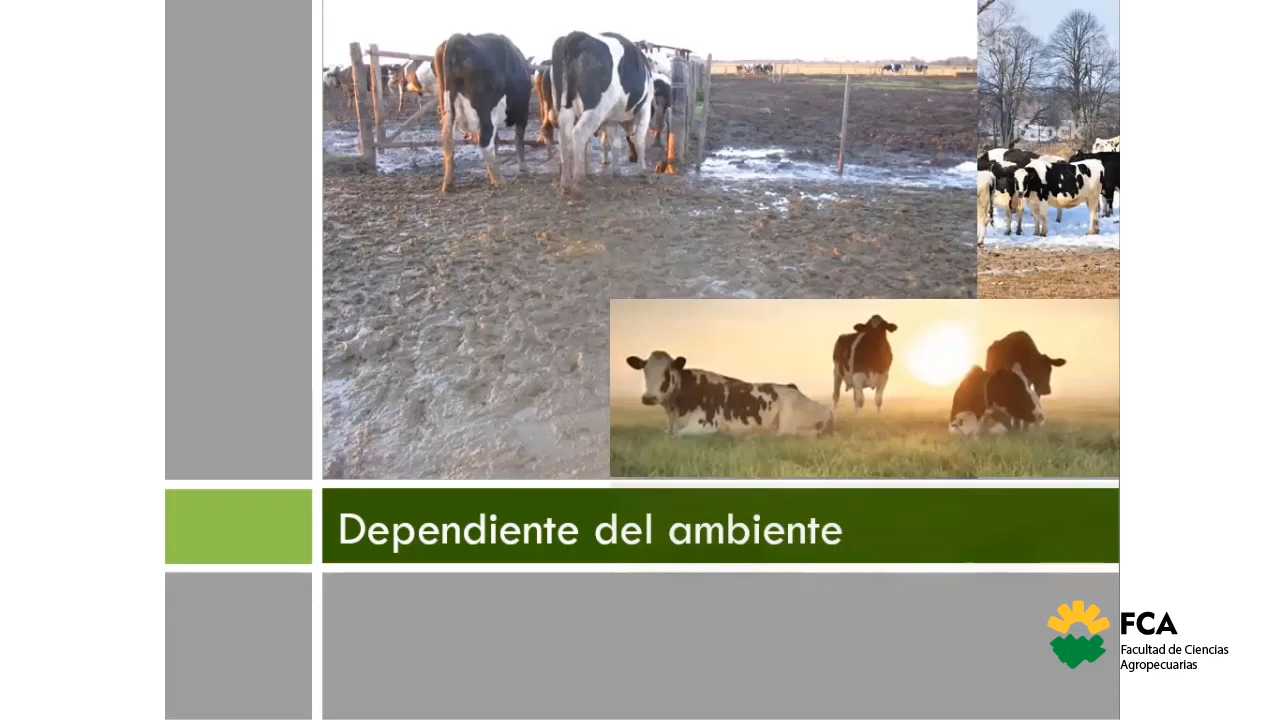 Dependiente del ambiente
FCA
Facultad de Ciencias
Agropecuarias